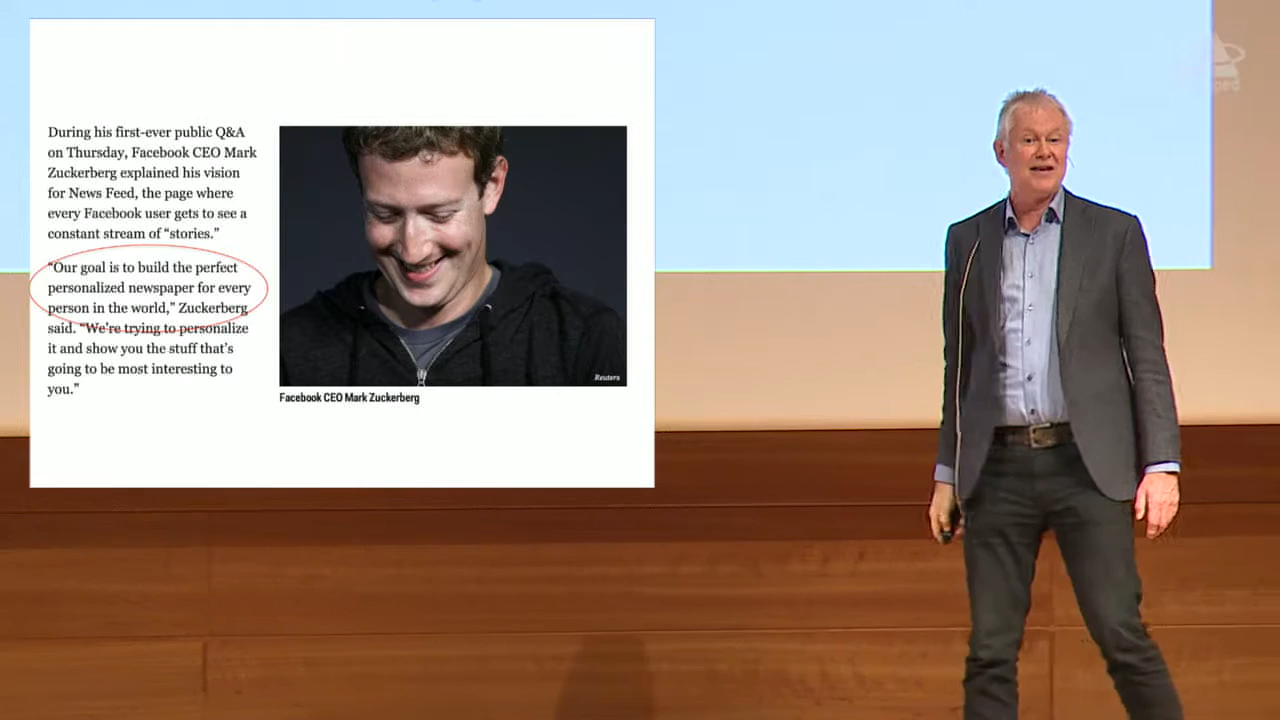 During his first-ever public Q&A
on Thursday, Facebook CEO Mark
Zuckerberg explained his vision
for News Feed, the page where
every Facebook user gets to see a
constant stream of “stories.”
“Our goal is to build the perfect
personalized newspaper for every
person in the world,” Zuckerberg
said. “We’re trying to personalize
it and show you the stuff that’s
going to be most interesting to
you.”
Reuters
Facebook CEO Mark Zuckerberg